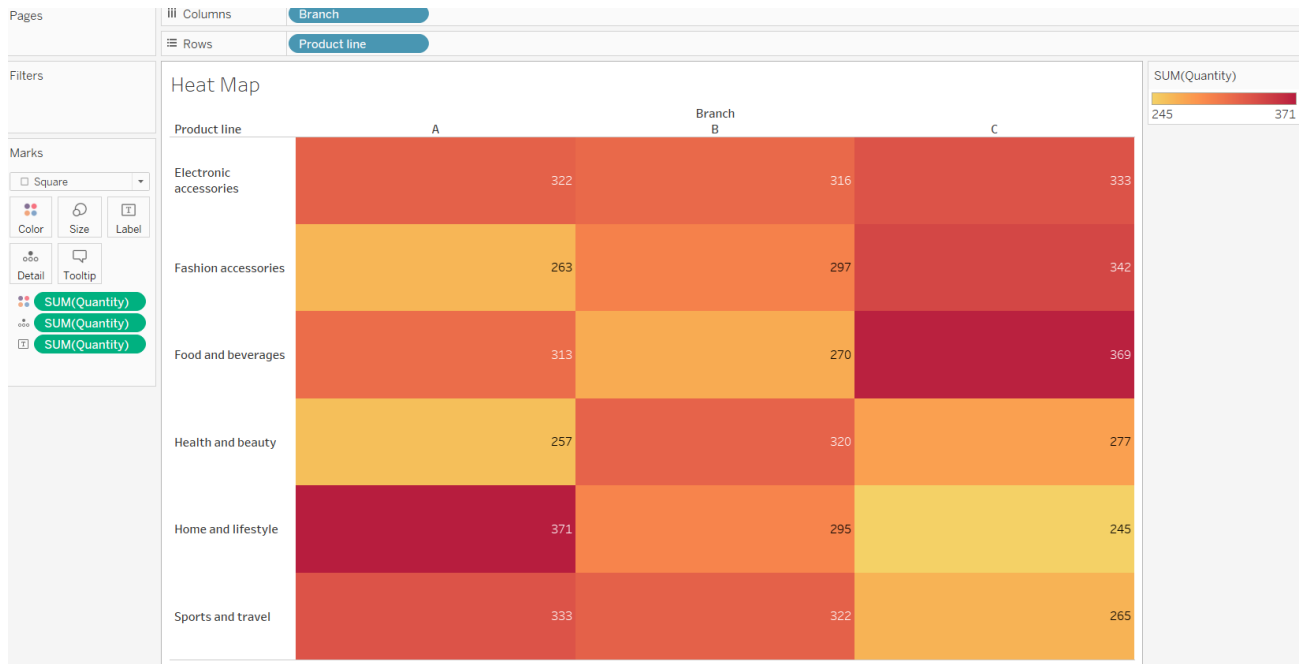 Pages
Columns
Branch
Rows
Product line
Filters
Marks
Square
Color
Size
Label
Detail
Tooltip
SUM(Quantity)
SUM(Quantity)
SUM(Quantity)
Heat Map
Branch
Product line A B C
Electronic
accessories
322 316 333
Fashion accessories 263 297 342
Food and beverages 313 270 369
Health and beauty 257 320 277
Home and lifestyle 371 295 245
Sports and travel 333 322 265
SUM(Quantity)
245 371